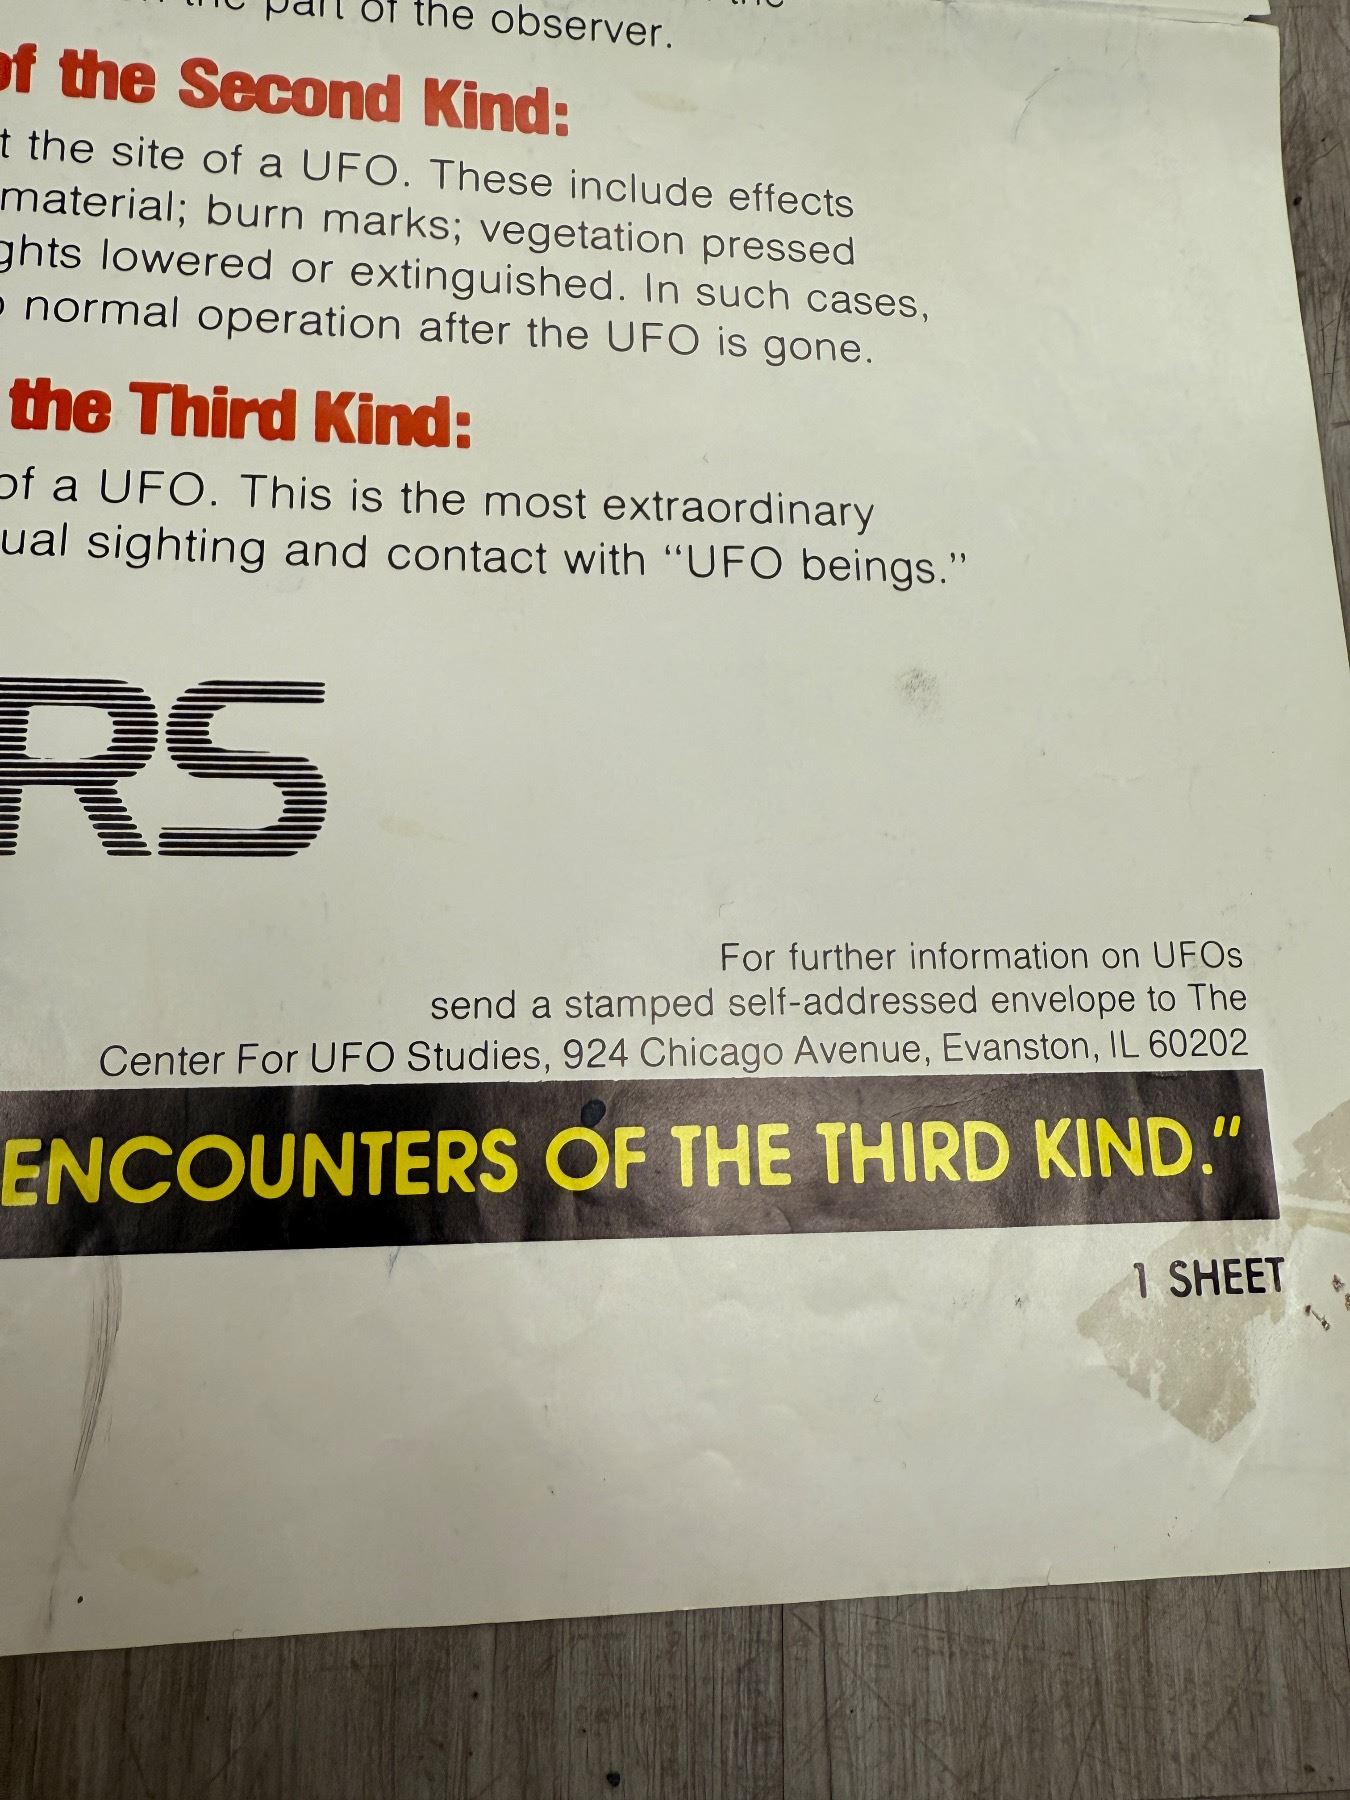 part of the observer.
of the Second Kind:
the site of a UFO. These include effects
material; burn marks; vegetation pressed
ghts lowered or extinguished. In such cases,
normal operation after the UFO is gone.
the Third Kind:
of a UFO. This is the most extraordinary
ual sighting and contact with “UFO beings.”
RS
For further information on UFOs
send a stamped self-addressed envelope to The
Center For UFO Studies, 924 Chicago Avenue, Evanston, IL 60202
ENCOUNTERS OF THE THIRD KIND.”
1 SHEET